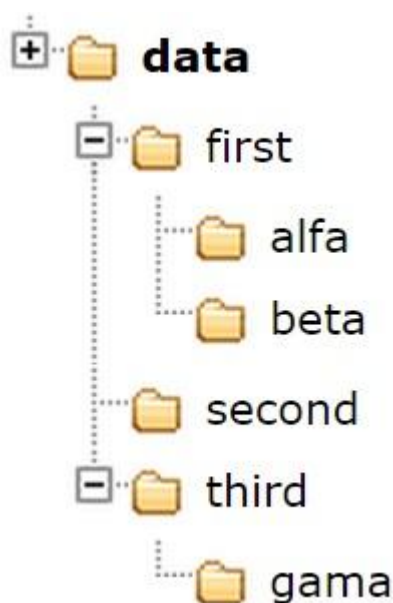 data
first
alfa
beta
second
third
gama